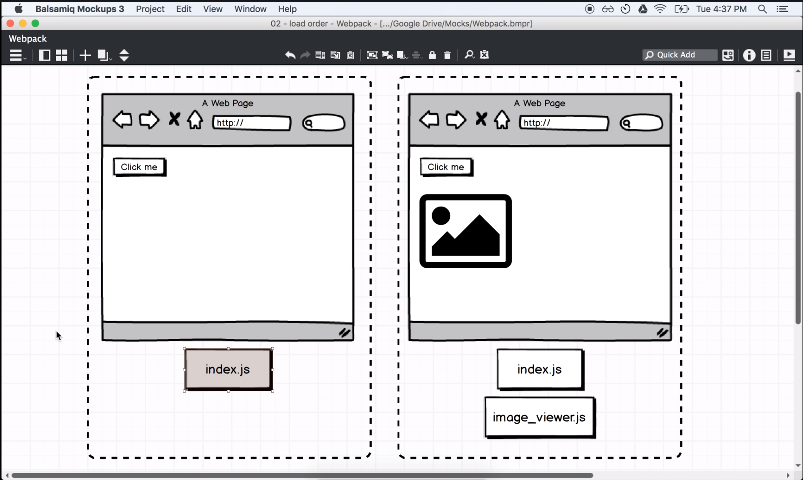 Balsamiq Mockups 3 Project Edit View Window Help Tue 4:37 PM
02 - load order - Webpack - [.../Google Drive/Mocks/Webpack.bmpr]
Webpack
Quick Add
A Web Page
http://
Click me
index.js
A Web Page
http://
Click me
index.js
image_viewer.js